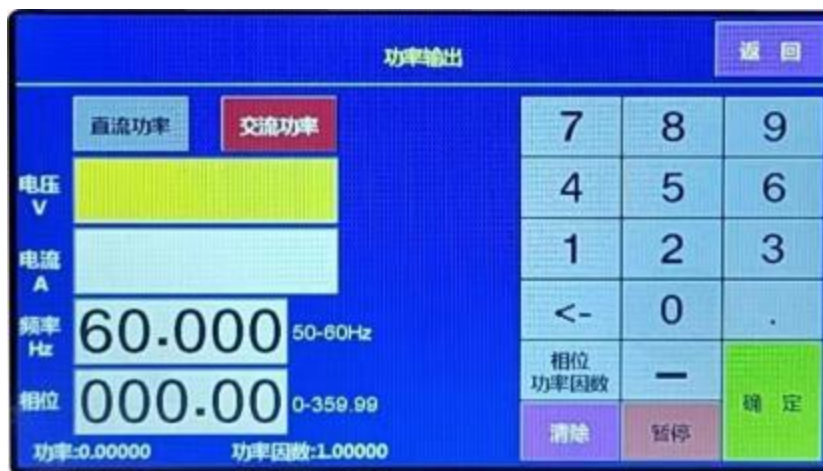 功率输出
返 回
直流功率 交流功率
7 8 9
电压
V
4 5 6
电流
A
1 2 3
频率
Hz
60.000 50-60Hz
<- 0 .
相位 000.00 0-359.99
相位
功率因数
—
确 定
清除 暂停
功率:0.00000 功率因数:1.00000